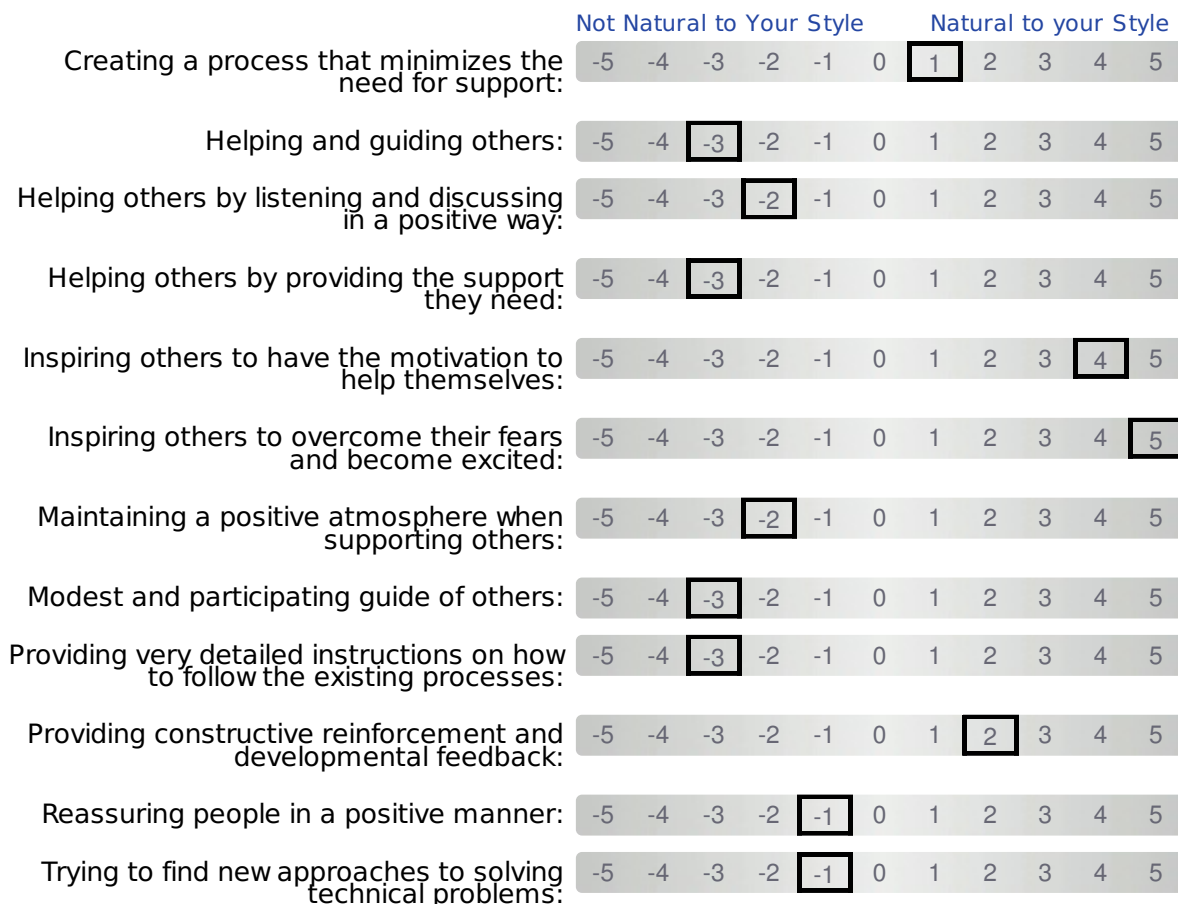 Not Natural to Your Style Natural to your Style
Creating a process that minimizes the
need for support:
-5 -4 -3 -2 -1 0 1 2 3 4 5
Helping and guiding others:
-5 -4 -3 -2 -1 0 1 2 3 4 5
Helping others by listening and discussing
in a positive way:
-5 -4 -3 -2 -1 0 1 2 3 4 5
Helping others by providing the support
they need:
-5 -4 -3 -2 -1 0 1 2 3 4 5
Inspiring others to have the motivation to
help themselves:
-5 -4 -3 -2 -1 0 1 2 3 4 5
Inspiring others to overcome their fears
and become excited:
-5 -4 -3 -2 -1 0 1 2 3 4 5
Maintaining a positive atmosphere when
supporting others:
-5 -4 -3 -2 -1 0 1 2 3 4 5
Modest and participating guide of others:
-5 -4 -3 -2 -1 0 1 2 3 4 5
Providing very detailed instructions on how
to follow the existing processes:
-5 -4 -3 -2 -1 0 1 2 3 4 5
Providing constructive reinforcement and
developmental feedback:
-5 -4 -3 -2 -1 0 1 2 3 4 5
Reassuring people in a positive manner:
-5 -4 -3 -2 -1 0 1 2 3 4 5
Trying to find new approaches to solving
technical problems:
-5 -4 -3 -2 -1 0 1 2 3 4 5